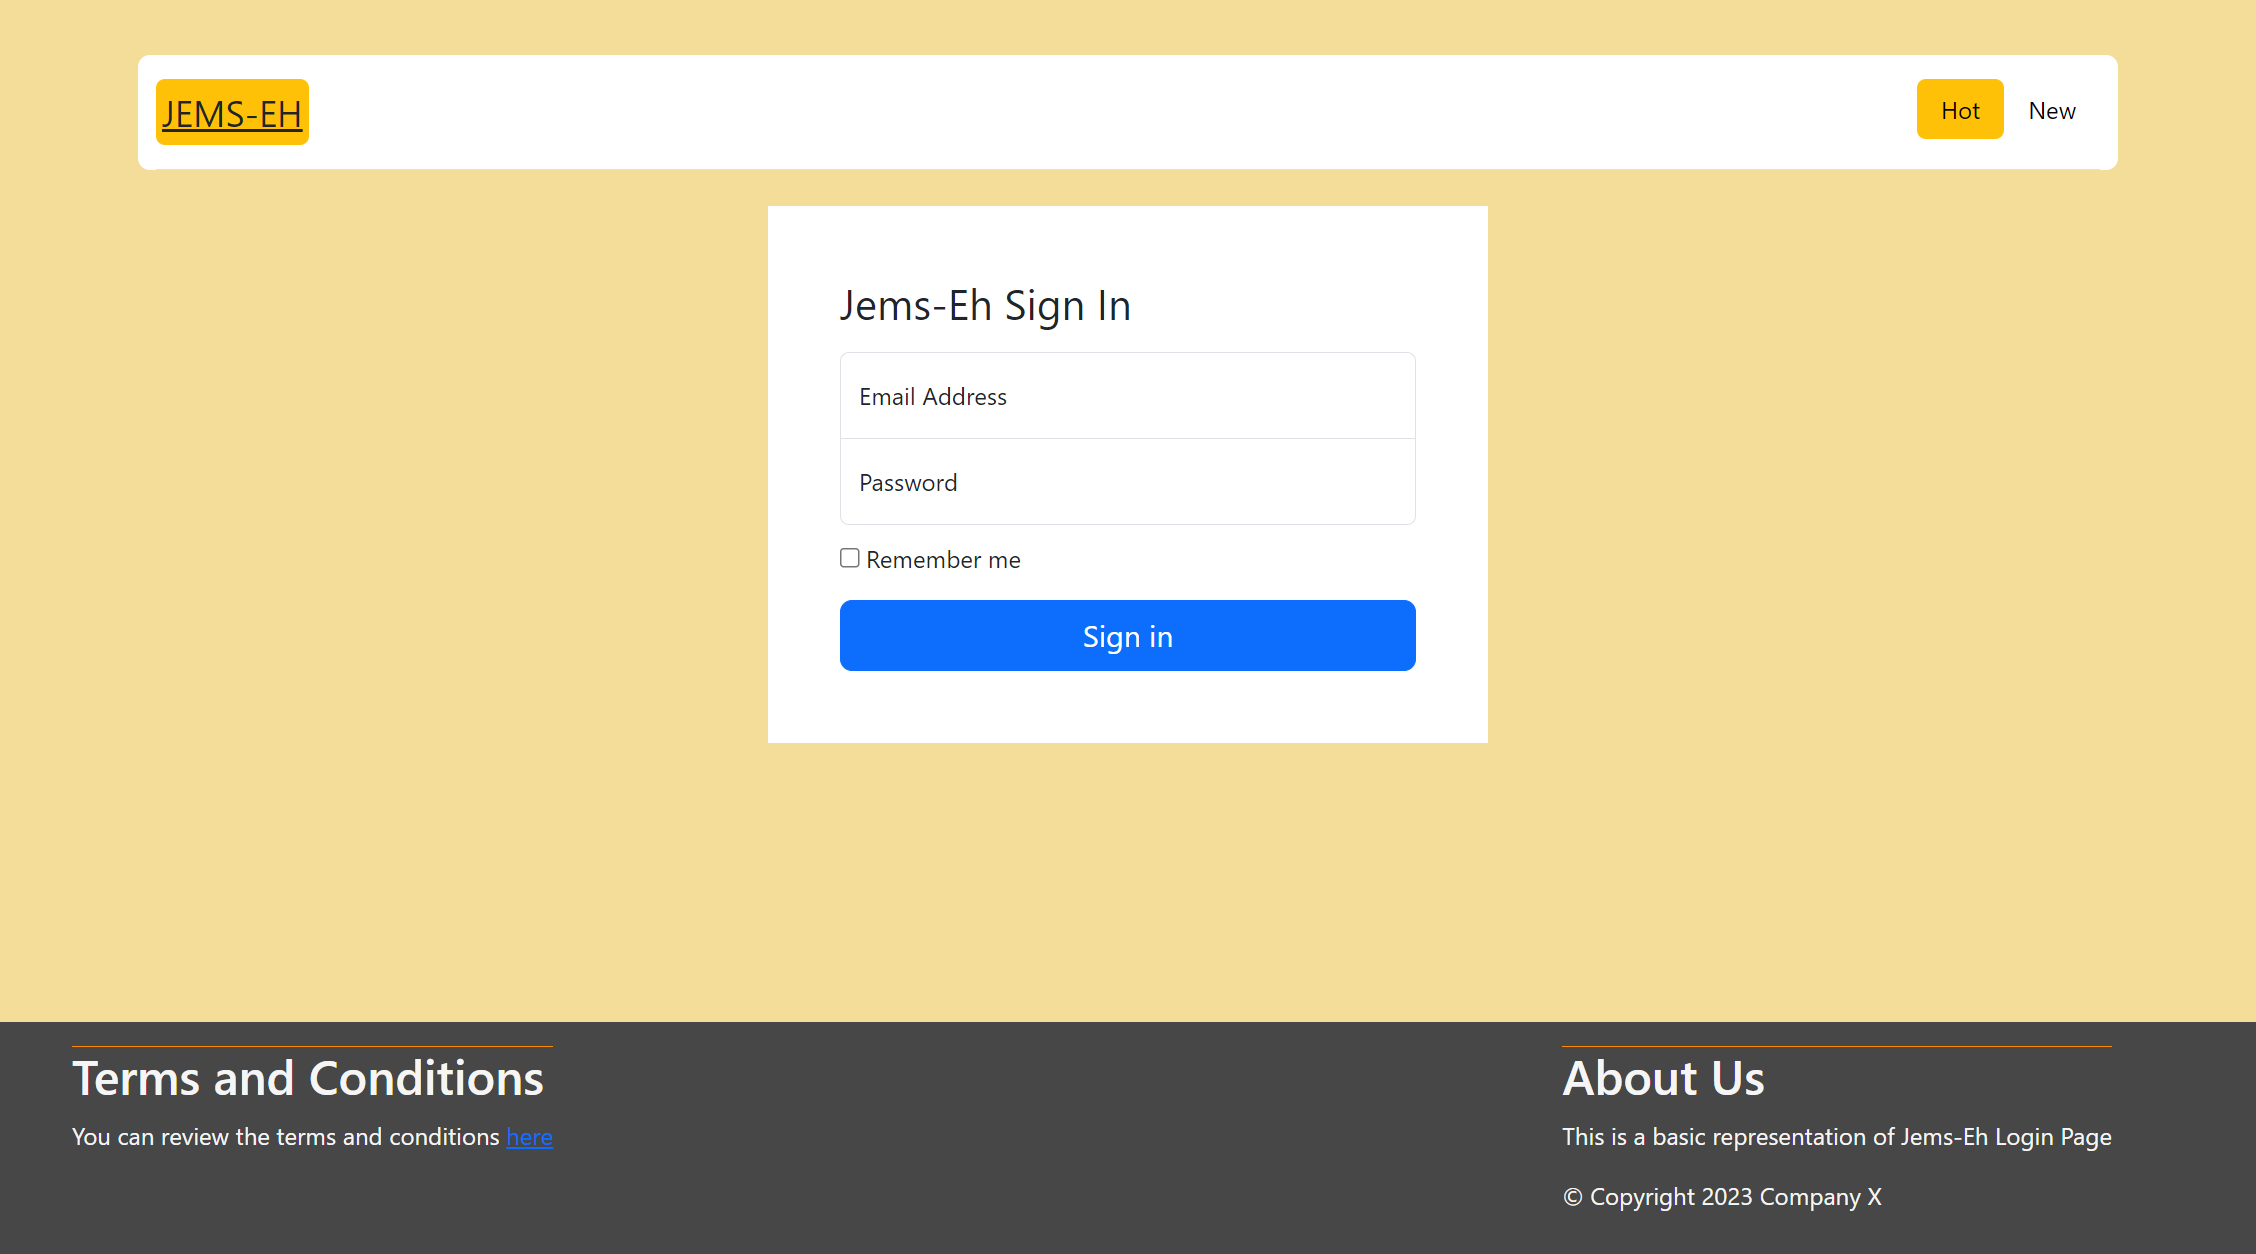 JEMS-EH
Hot
New
Jems-Eh Sign In
Email Address
Password
Remember me
Sign in
Terms and Conditions
You can review the terms and conditions here
About Us
This is a basic representation of Jems-Eh Login Page
© Copyright 2023 Company X